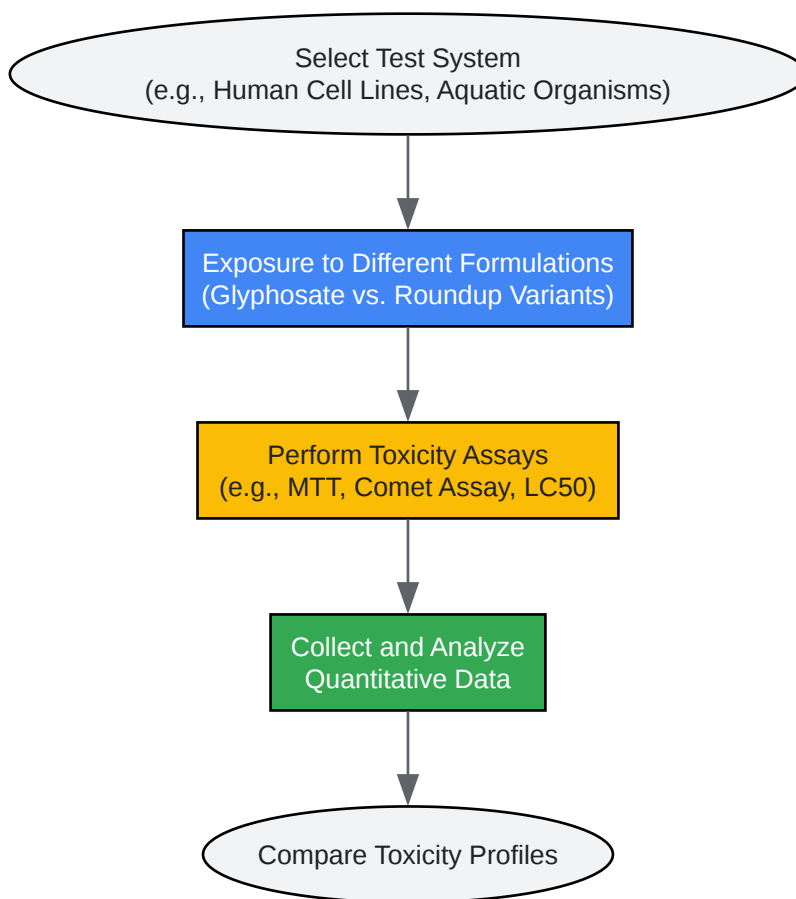 Select Test System
(e.g., Human Cell Lines, Aquatic Organisms)
Exposure to Different Formulations
(Glyphosate vs. Roundup Variants)
Perform Toxicity Assays
(e.g., MTT, Comet Assay, LC50)
Collect and Analyze
Quantitative Data
Compare Toxicity Profiles